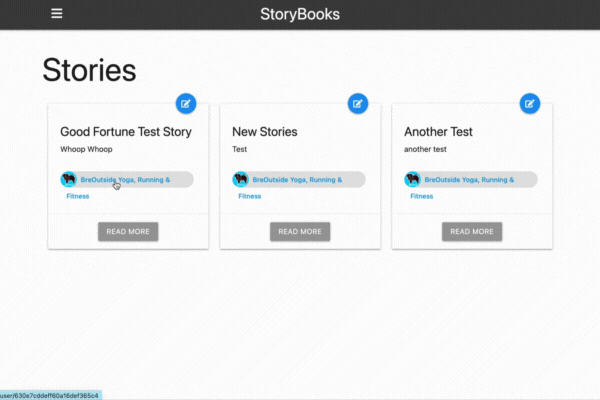 StoryBooks
Stories
Good Fortune Test Story
Whoop Whoop
BreOutside Yoga, Running &
Fitness
READ MORE
New Stories
Test
BreOutside Yoga, Running &
Fitness
READ MORE
Another Test
another test
BreOutside Yoga, Running &
Fitness
READ MORE
user/630e7cddeff60a16def365c4